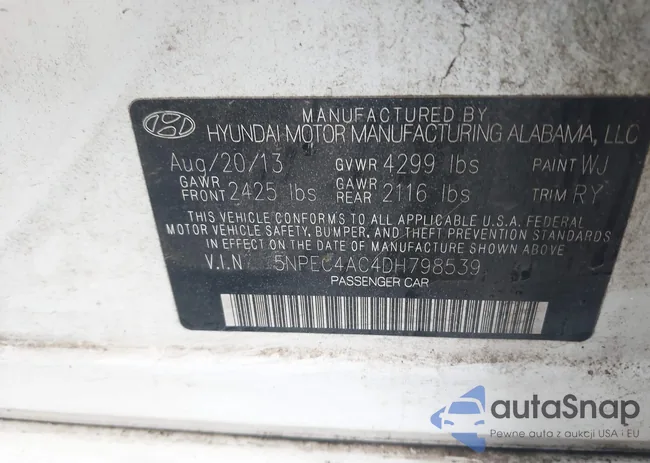 MANUFACTURED BY
HYUNDAI MOTOR MANUFACTURING ALABAMA, LLC
Aug/20/13 GVWR 4299 lbs PAINT WJ
GAWR FRONT 2425 lbs GAWR REAR 2116 lbs TRIM RY
THIS VEHICLE CONFORMS TO ALL APPLICABLE U.S.A. FEDERAL
MOTOR VEHICLE SAFETY, BUMPER, AND THEFT PREVENTION STANDARDS
IN EFFECT ON THE DATE OF MANUFACTURE SHOWN ABOVE
V.I.N / 5NPEC4AC4DH798539
PASSENGER CAR
autaSnap
Pewne auta z aukcji USA i EU